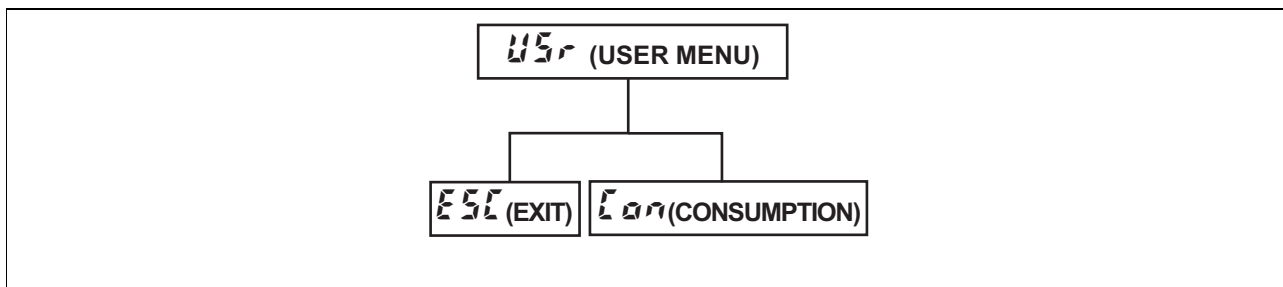 USr (USER MENU)
ESC (EXIT) Con (CONSUMPTION)